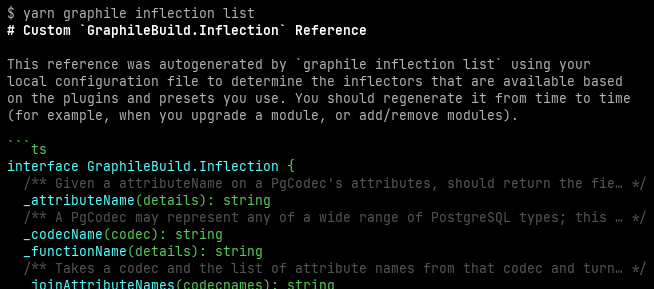 $ yarn graphile inflection list
# Custom `GraphileBuild.Inflection` Reference
This reference was autogenerated by `graphile inflection list` using your
local configuration file to determine the inflectors that are available based
on the plugins and presets you use. You should regenerate it from time to time
(for example, when you upgrade a module, or add/remove modules).
```ts
interface GraphileBuild.Inflection {
  /** Given a attributeName on a PgCodec's attributes, should return the fie… */
  _attributeName(details): string
  /** A PgCodec may represent any of a wide range of PostgreSQL types; this … */
  _codecName(codec): string
  _functionName(details): string
  /** Takes a codec and the list of attribute names from that codec and turn… */
  _joinAttributeNames(codecnames): string